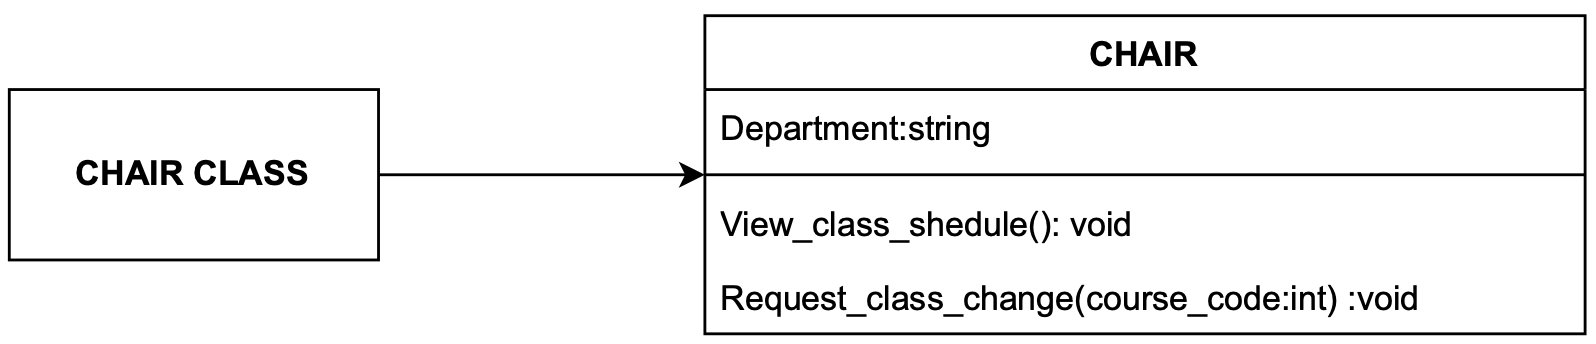 CHAIR CLASS
CHAIR
Department:string
View_class_shedule(): void
Request_class_change(course_code:int) :void